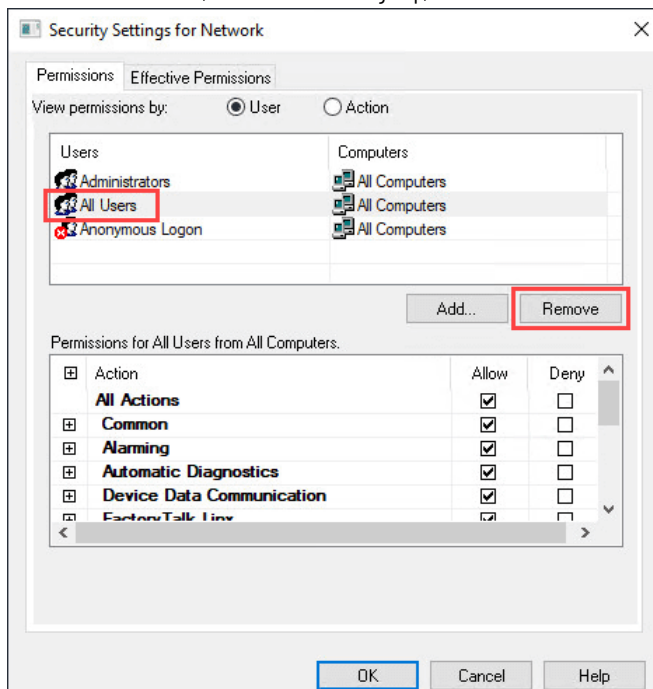 Security Settings for Network
Permissions Effective Permissions
View permissions by: User Action
Users Computers
Administrators All Computers
All Users All Computers
Anonymous Logon All Computers
Add... Remove
Permissions for All Users from All Computers.
Action Allow Deny
All Actions
Common
Alarming
Automatic Diagnostics
Device Data Communication
FactoryTalk Linx
OK Cancel Help